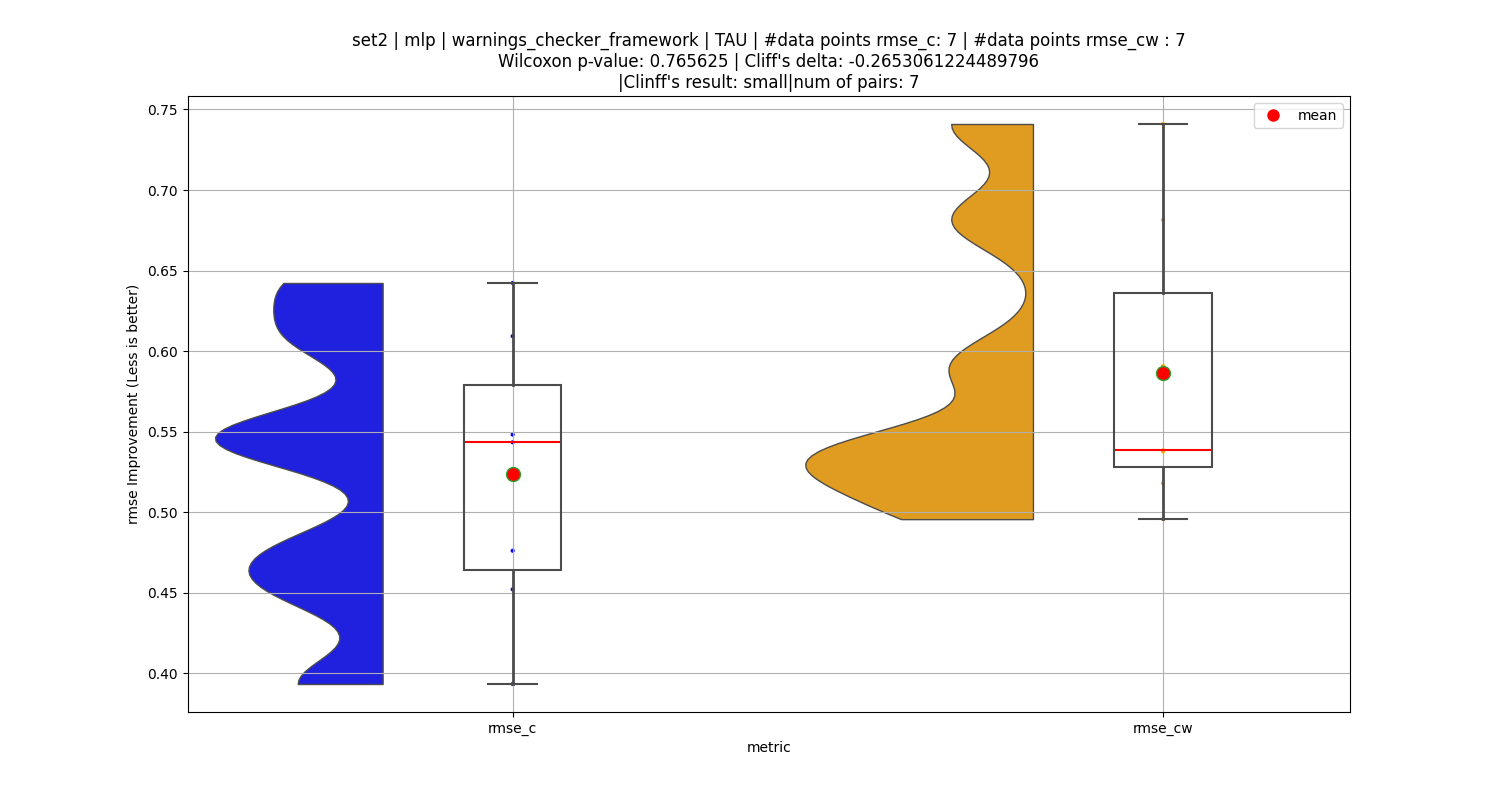 set2 | mlp | warnings_checker_framework | TAU | #data points rmse_c: 7 | #data points rmse_cw : 7
Wilcoxon p-value: 0.765625 | Cliff's delta: -0.2653061224489796
|Clinff's result: small|num of pairs: 7
mean
0.75
0.70
0.65
0.60
0.55
0.50
0.45
0.40
rmse Improvement (Less is better)
rmse_c
rmse_cw
metric